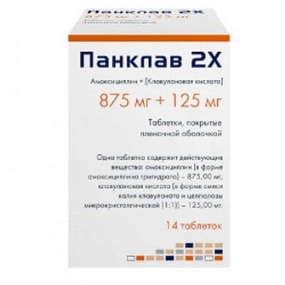 Панклав 2X
Амоксициллин + [Клавулановая кислота]
875 мг + 125 мг
Таблетки, покрытые
пленочной оболочкой
Одна таблетка содержит действующие
вещества: амоксициллин (в форме
амоксициллина тригидрата) – 875,00 мг,
клавулановая кислота (в форме смеси
калия клавуланата и целлюлозы
микрокристаллической (1:1)) – 125,00 мг.
14 таблеток